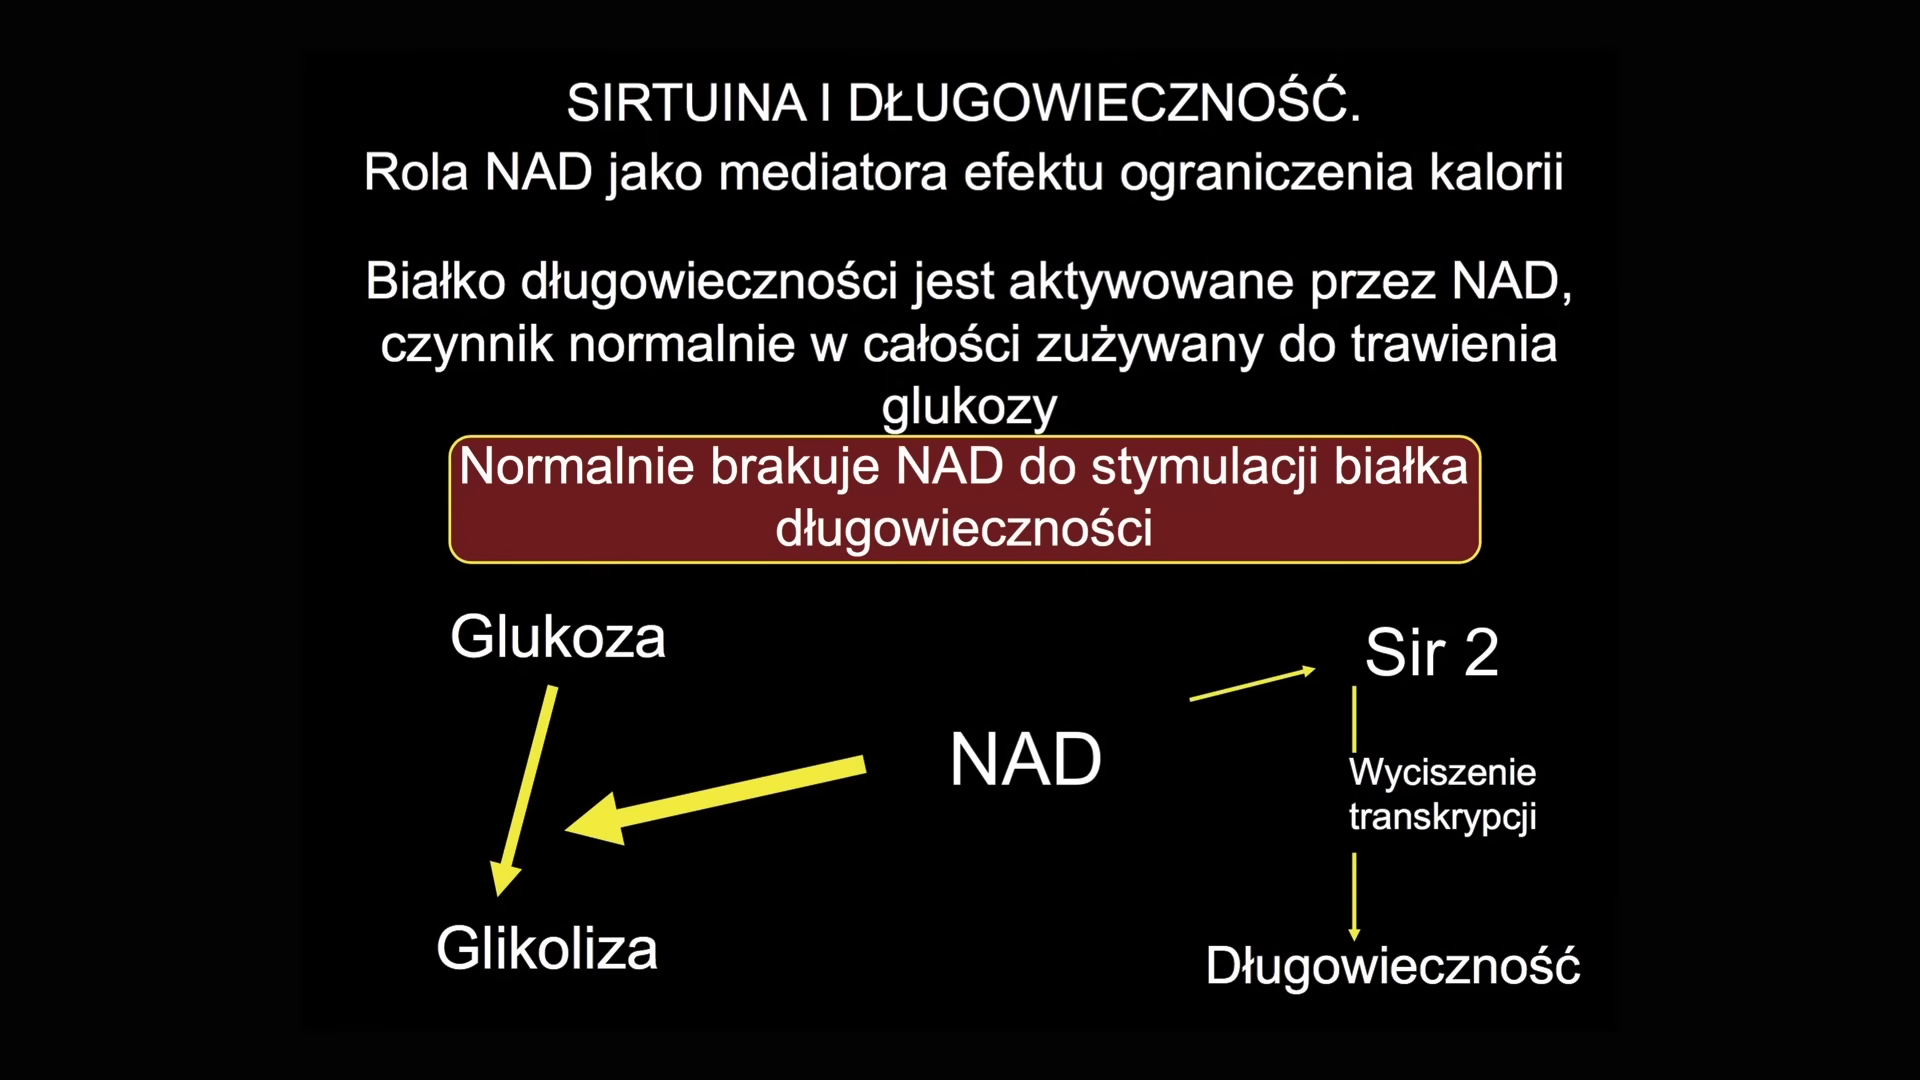 SIRTUINA I DŁUGOWIECZNOŚĆ.
Rola NAD jako mediatora efektu ograniczenia kalorii
Białko długowieczności jest aktywowane przez NAD,
czynnik normalnie w całości zużywany do trawienia
glukozy
Normalnie brakuje NAD do stymulacji białka
długowieczności
Glukoza
Sir 2
NAD
Wyciszenie
transkrypcji
Glikoliza
Długowieczność